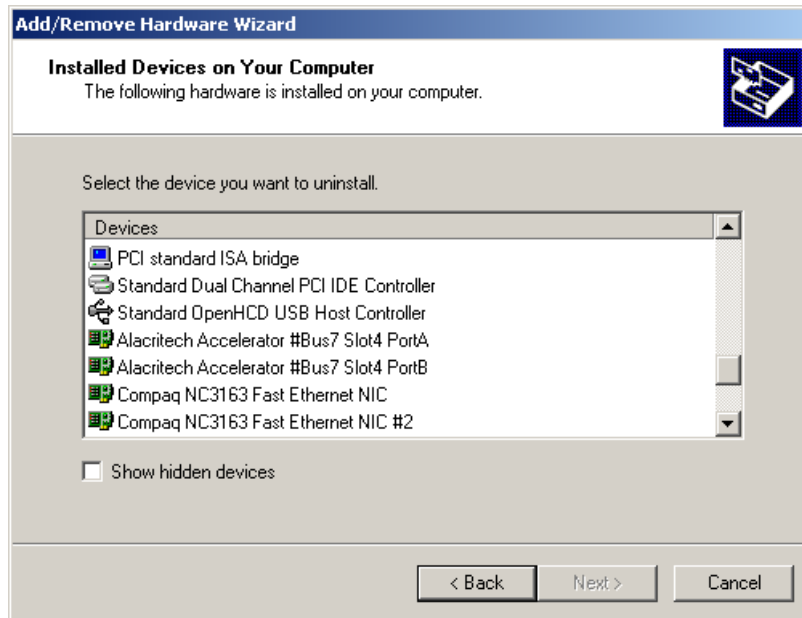 Add/Remove Hardware Wizard
Installed Devices on Your Computer
The following hardware is installed on your computer.
Select the device you want to uninstall.
Devices
PCI standard ISA bridge
Standard Dual Channel PCI IDE Controller
Standard OpenHCD USB Host Controller
Alacritech Accelerator #Bus7 Slot4 PortA
Alacritech Accelerator #Bus7 Slot4 PortB
Compaq NC3163 Fast Ethernet NIC
Compaq NC3163 Fast Ethernet NIC #2
Show hidden devices
< Back Next > Cancel